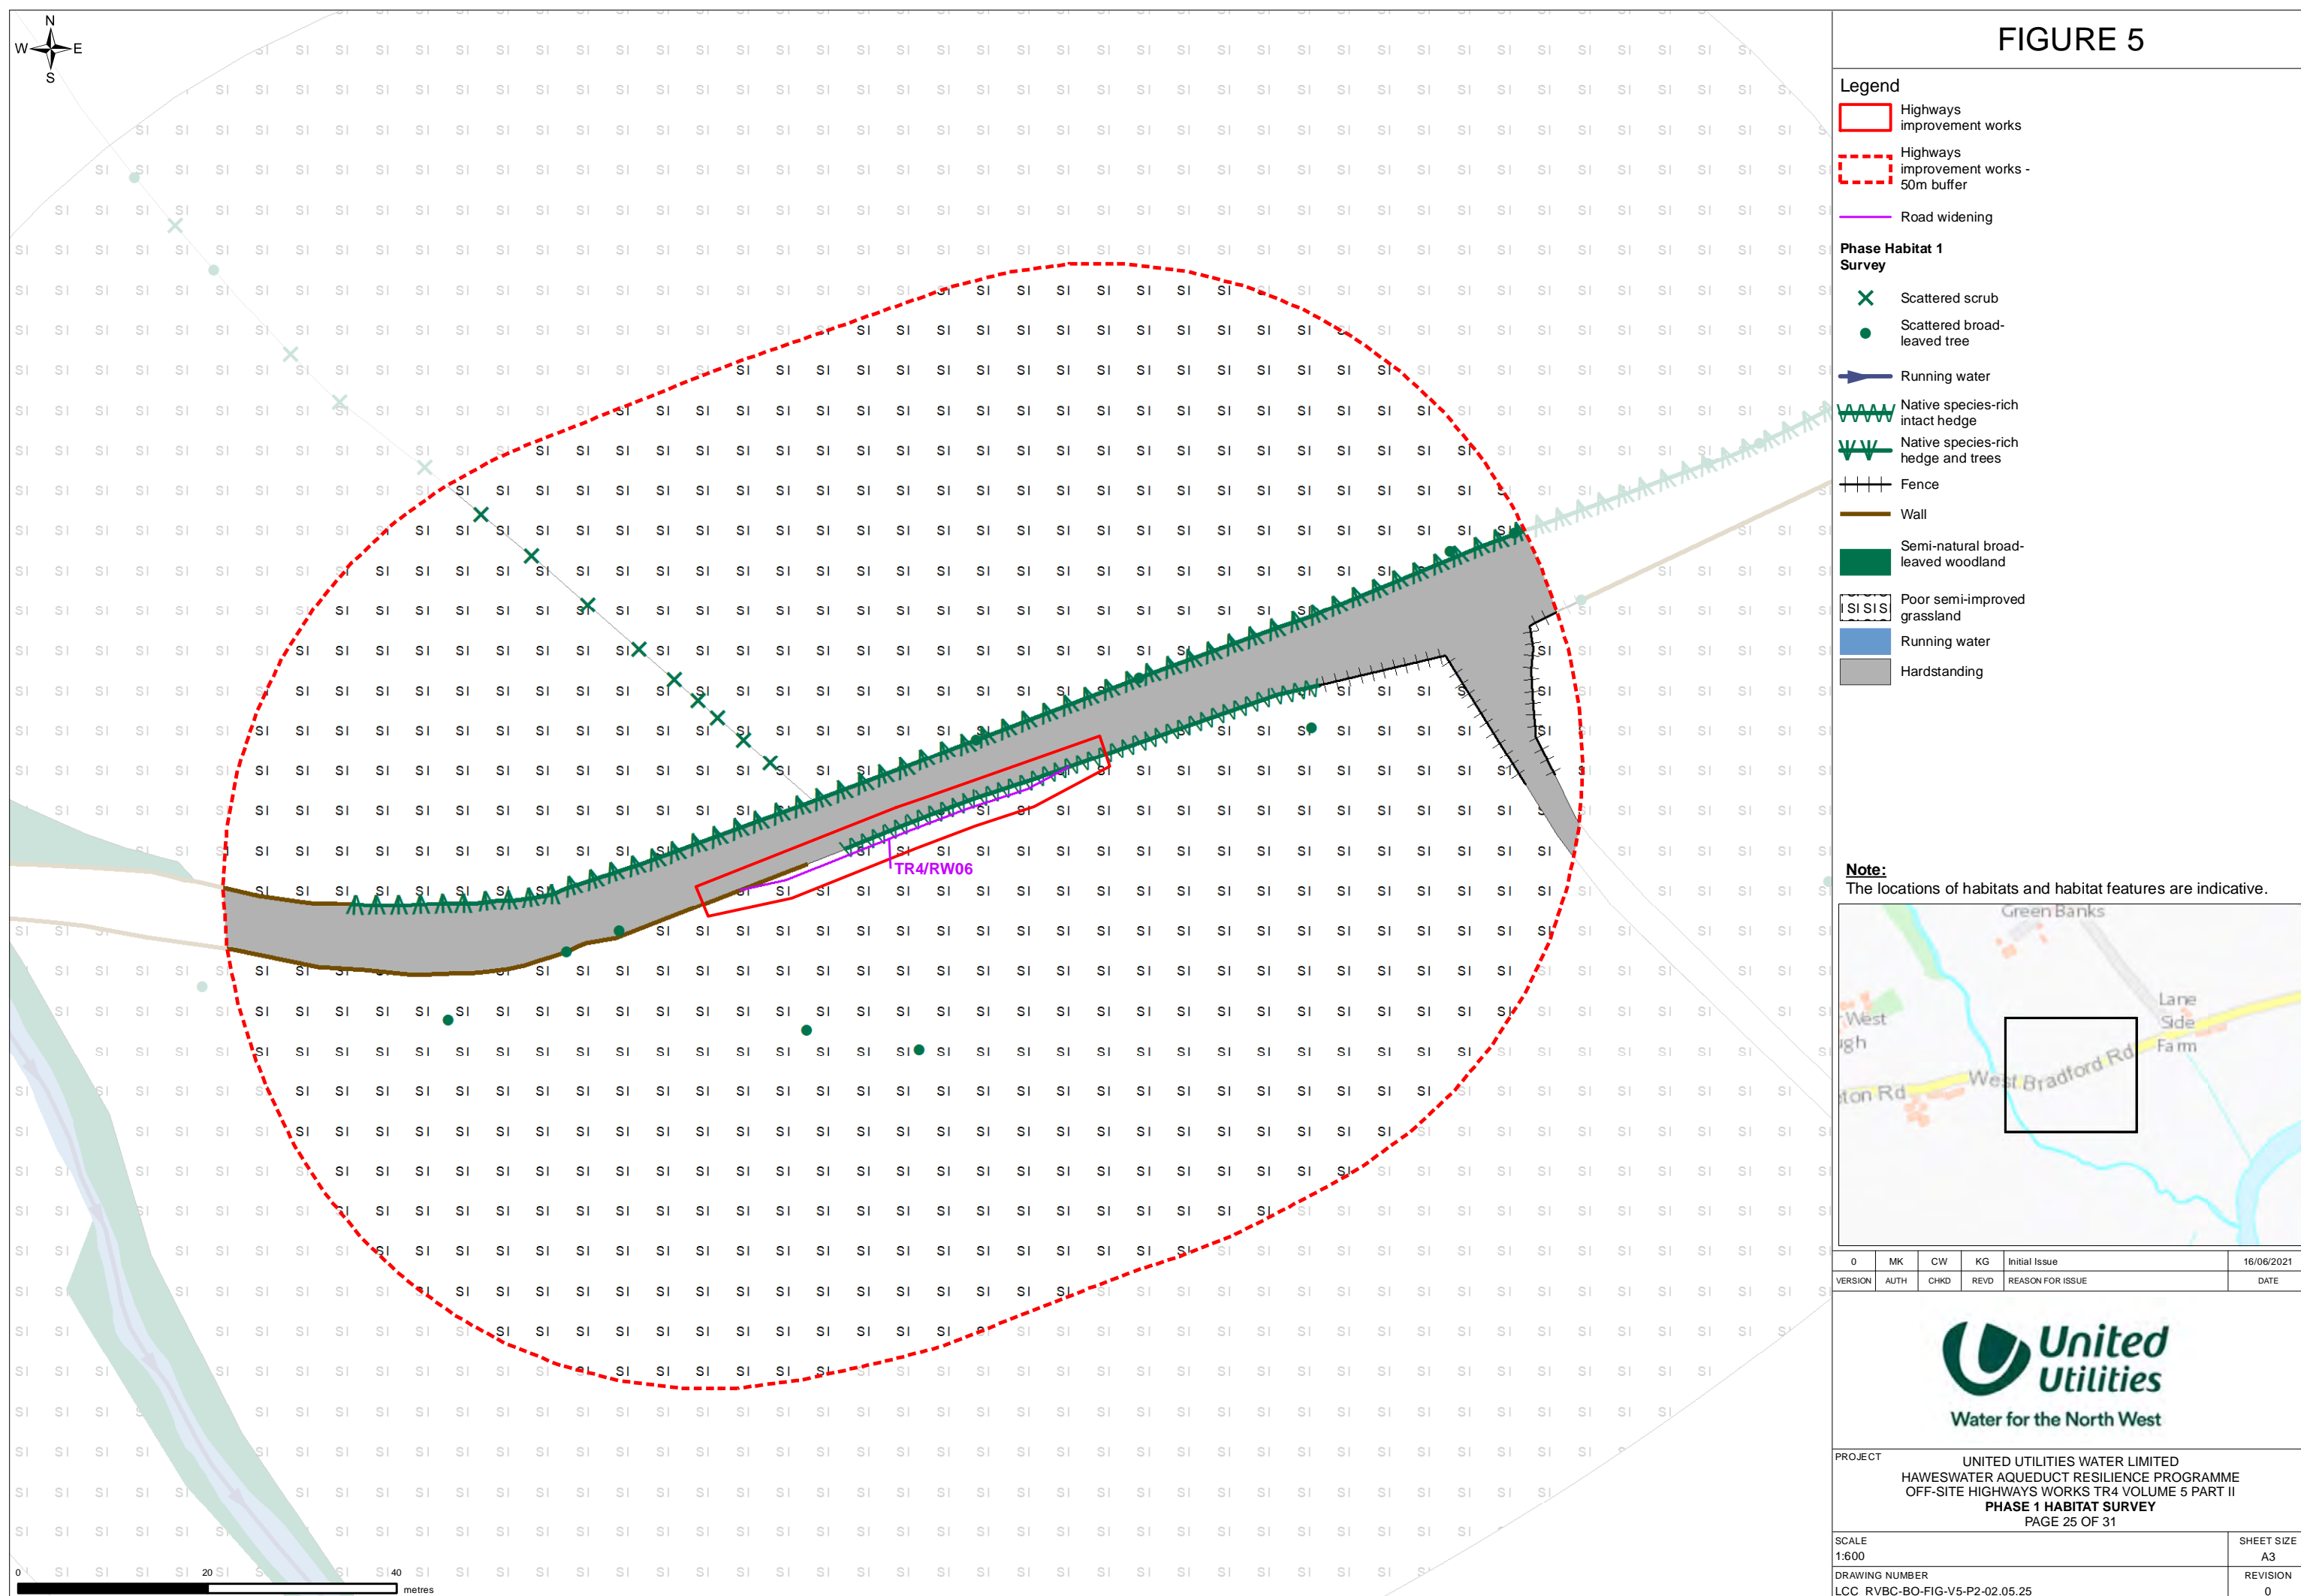 N
W E
S
TR4/RW06
0 20 40
metres
FIGURE 5
Legend
Highways
improvement works
Highways
improvement works -
50m buffer
Road widening
Phase Habitat 1
Survey
Scattered scrub
Scattered broad-
leaved tree
Running water
Native species-rich
intact hedge
Native species-rich
hedge and trees
Fence
Wall
Semi-natural broad-
leaved woodland
SI SI S
Poor semi-improved
grassland
Running water
Hardstanding
Note:
The locations of habitats and habitat features are indicative.
Green Banks
Lane
Side
Farm
West
ugh
West Bradford Rd
ton Rd
0 MK CW KG Initial Issue 16/06/2021
VERSION AUTH CHKD REVD REASON FOR ISSUE DATE
United
Utilities
Water for the North West
PROJECT
UNITED UTILITIES WATER LIMITED
HAWESWATER AQUEDUCT RESILIENCE PROGRAMME
OFF-SITE HIGHWAYS WORKS TR4 VOLUME 5 PART II
PHASE 1 HABITAT SURVEY
PAGE 25 OF 31
SCALE
1:600
SHEET SIZE
A3
DRAWING NUMBER
LCC_RVBC-BO-FIG-V5-P2-02.05.25
REVISION
0